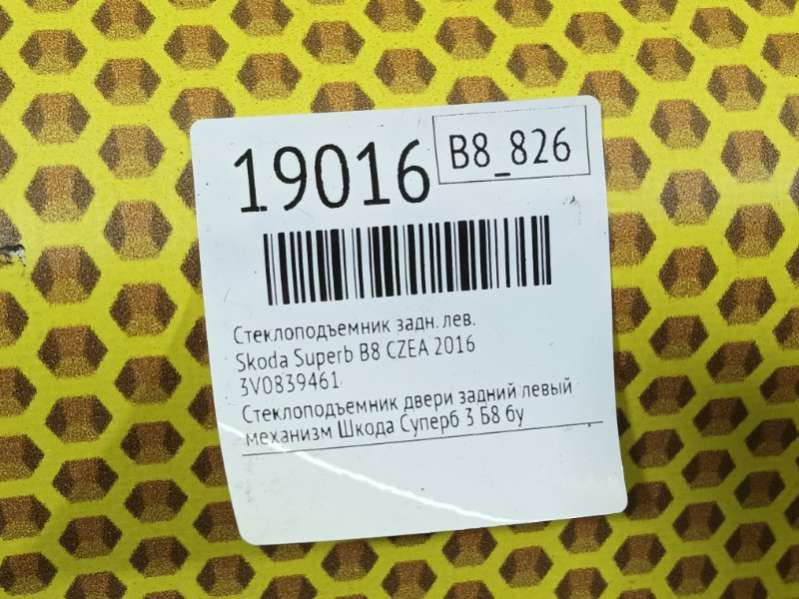 19016
B8_826
Стеклоподъемник задн. лев.
Skoda Superb B8 CZEA 2016
3V0839461
Стеклоподъемник двери задний левый
механизм Шкода Суперб 3 Б8 бу